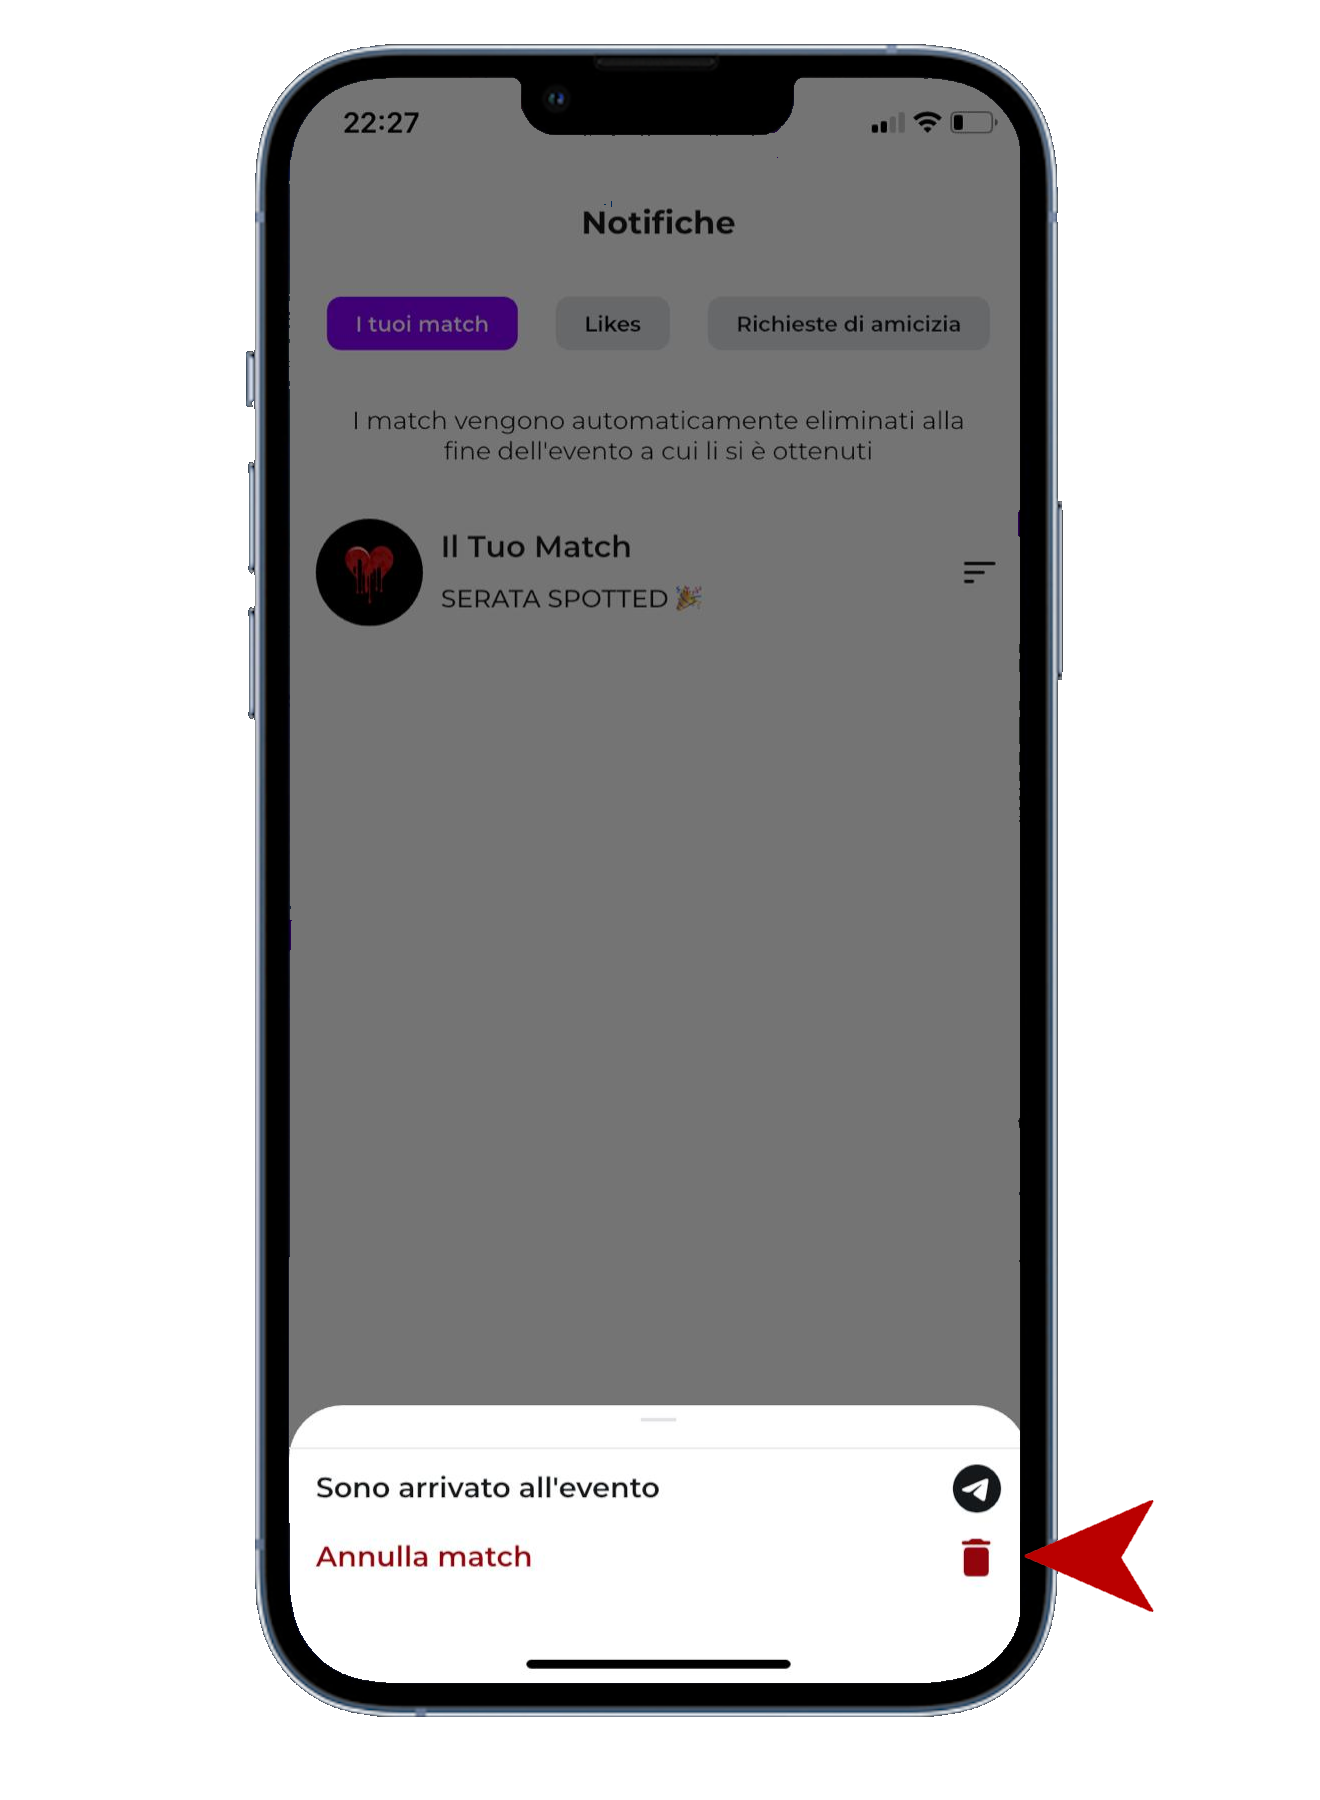 22:27
Notifiche
I tuoi match
Likes
Richieste di amicizia
I match vengono automaticamente eliminati alla
fine dell'evento a cui li si è ottenuti
Il Tuo Match
SERATA SPOTTED 🎉
Sono arrivato all'evento
Annulla match